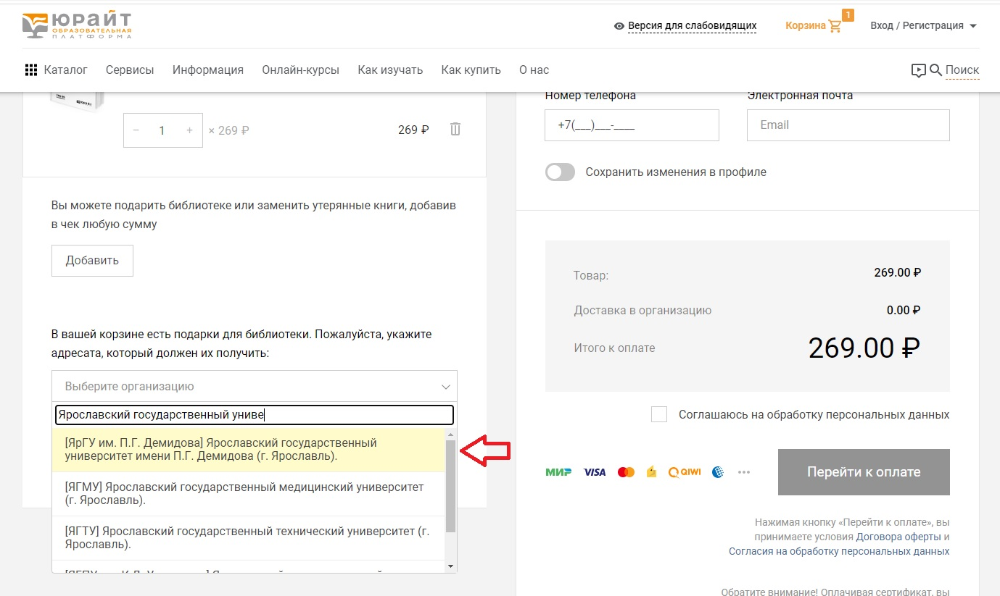 ЮРАЙТ
ОБРАЗОВАТЕЛЬНАЯ
ПЛАТФОРМА
Версия для слабовидящих
Корзина
1
Вход / Регистрация
Каталог
Сервисы
Информация
Онлайн-курсы
Как изучать
Как купить
О нас
Поиск
− 1 + × 269 ₽
269 ₽
Вы можете подарить библиотеке или заменить утерянные книги, добавив
в чек любую сумму
Добавить
В вашей корзине есть подарки для библиотеки. Пожалуйста, укажите
адресата, который должен их получить:
Выберите организацию
Ярославский государственный универ
[ЯрГУ им. П.Г. Демидова] Ярославский государственный
университет имени П.Г. Демидова (г. Ярославль).
[ЯГМУ] Ярославский государственный медицинский университет
(г. Ярославль).
[ЯГТУ] Ярославский государственный технический университет (г.
Ярославль).
Номер телефона
Электронная почта
+7(___)___-____
Email
Сохранить изменения в профиле
Товар:
269.00 ₽
Доставка в организацию
0.00 ₽
Итого к оплате
269.00 ₽
Соглашаюсь на обработку персональных данных
МИР
VISA
QIWI
Перейти к оплате
Нажимая кнопку «Перейти к оплате», вы
принимаете условия Договора оферты и
Согласия на обработку персональных данных
Обратите внимание! Оплачивая сертификат, вы